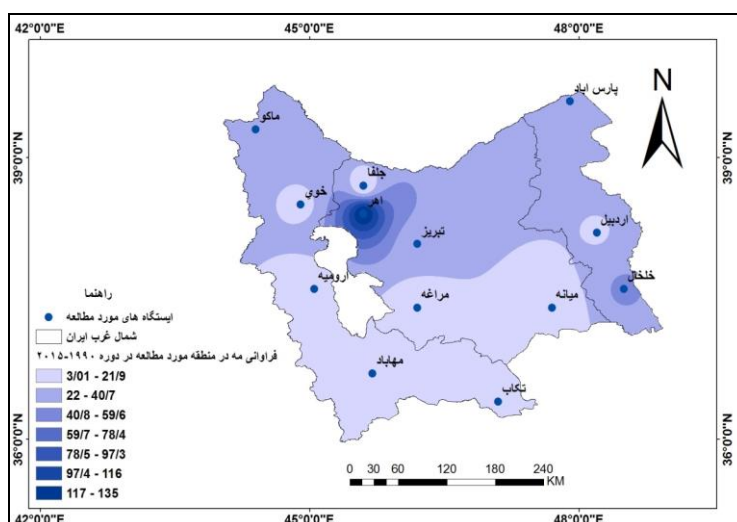 42°0'0"E 45°0'0"E 48°0'0"E
N
پارس اباد
ماکو
39°0'0"N 39°0'0"N
جلفا
خوي
اهر
اردبیل
تبریز
خلخال
ارومیه
میانه
مراغه
مهاباد
تکاب
راهنما
ایستگاه های مورد مطالعه
شمال غرب ایران
فراوانی مه در منطقه مورد مطالعه در دوره ۱۹۹۰-۲۰۱۵
3/01 - 21/9
22 - 40/7
40/8 - 59/6
59/7 - 78/4
78/5 - 97/3
97/4 - 116
117 - 135
36°0'0"N 36°0'0"N
0 30 60 120 180 240
KM
42°0'0"E 45°0'0"E 48°0'0"E